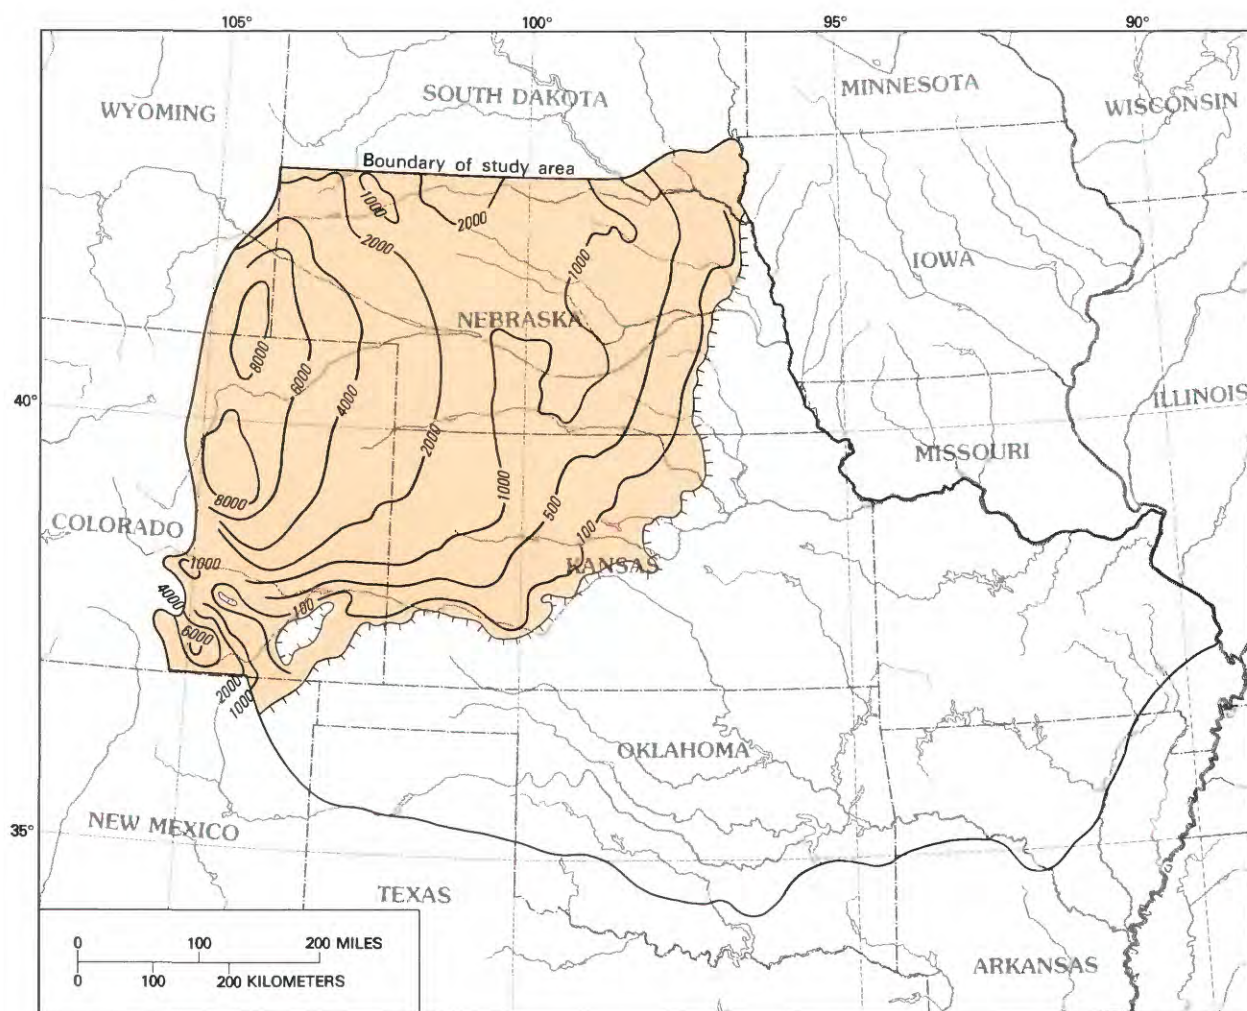 105°
100°
95°
90°
WYOMING
SOUTH DAKOTA
MINNESOTA
WISCONSIN
Boundary of study area
1000
2000
2000
1000
IOWA
NEBRASKA
8000
6000
4000
2000
40°
ILLINOIS
MISSOURI
8000
1000
500
100
COLORADO
KANSAS
1000
4000
100
6000
2000
1000
OKLAHOMA
35°
NEW MEXICO
TEXAS
ARKANSAS
0 100 200 MILES
0 100 200 KILOMETERS